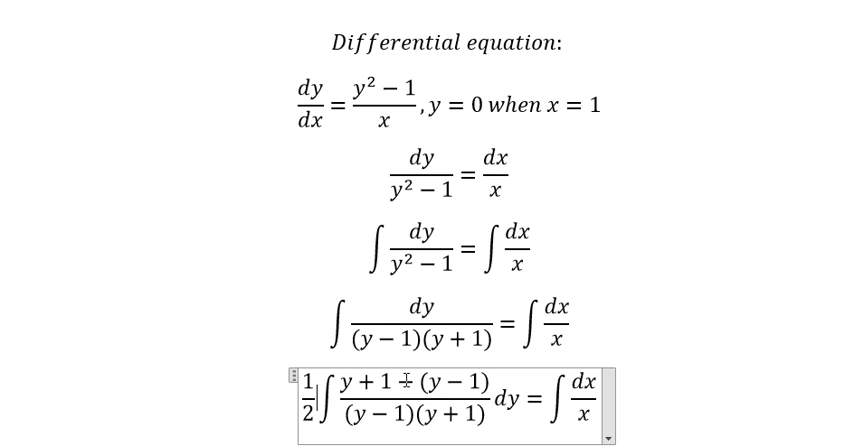 Differential equation:
dy/dx = (y² − 1)/x , y = 0 when x = 1
dy/(y² − 1) = dx/x
∫ dy/(y² − 1) = ∫ dx/x
∫ dy/((y − 1)(y + 1)) = ∫ dx/x
1/2 ∫ (y + 1 − (y − 1))/((y − 1)(y + 1)) dy = ∫ dx/x